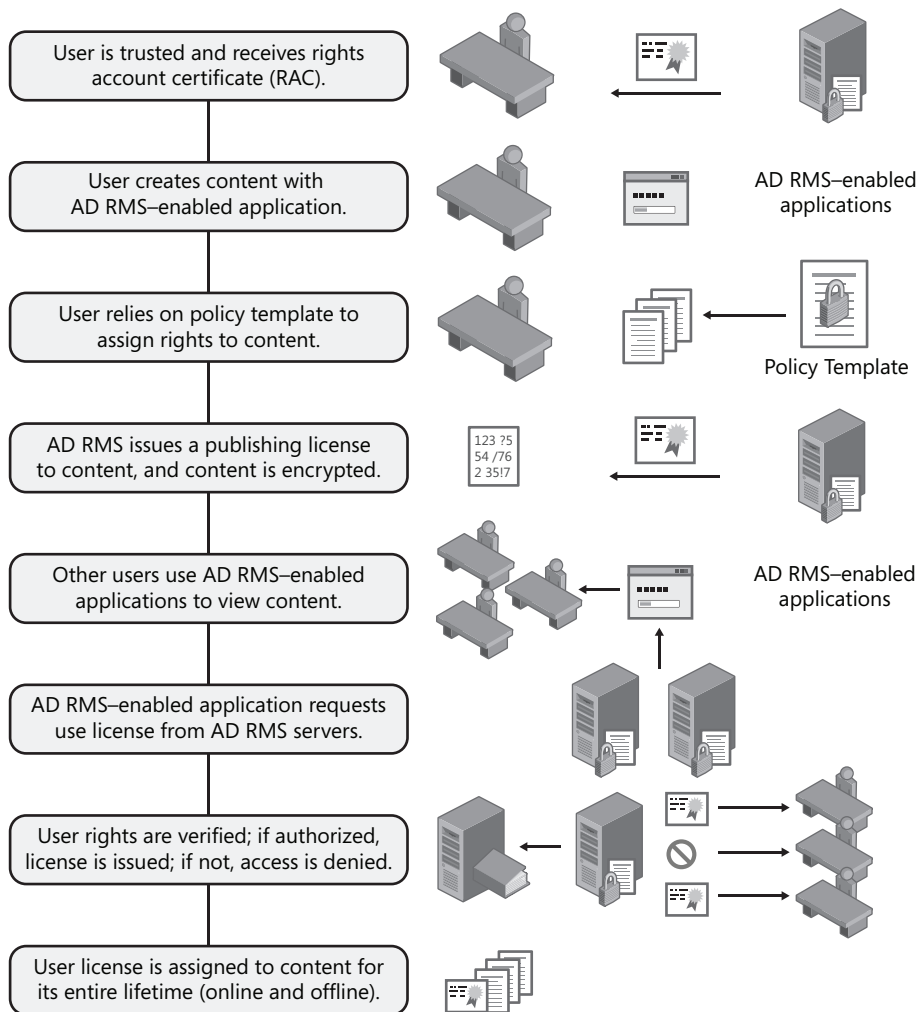 User is trusted and receives rights
account certificate (RAC).
User creates content with
AD RMS–enabled application.
AD RMS–enabled
applications
User relies on policy template to
assign rights to content.
Policy Template
AD RMS issues a publishing license
to content, and content is encrypted.
123 ?5
54 /76
2 35!7
Other users use AD RMS–enabled
applications to view content.
AD RMS–enabled
applications
AD RMS–enabled application requests
use license from AD RMS servers.
User rights are verified; if authorized,
license is issued; if not, access is denied.
User license is assigned to content for
its entire lifetime (online and offline).